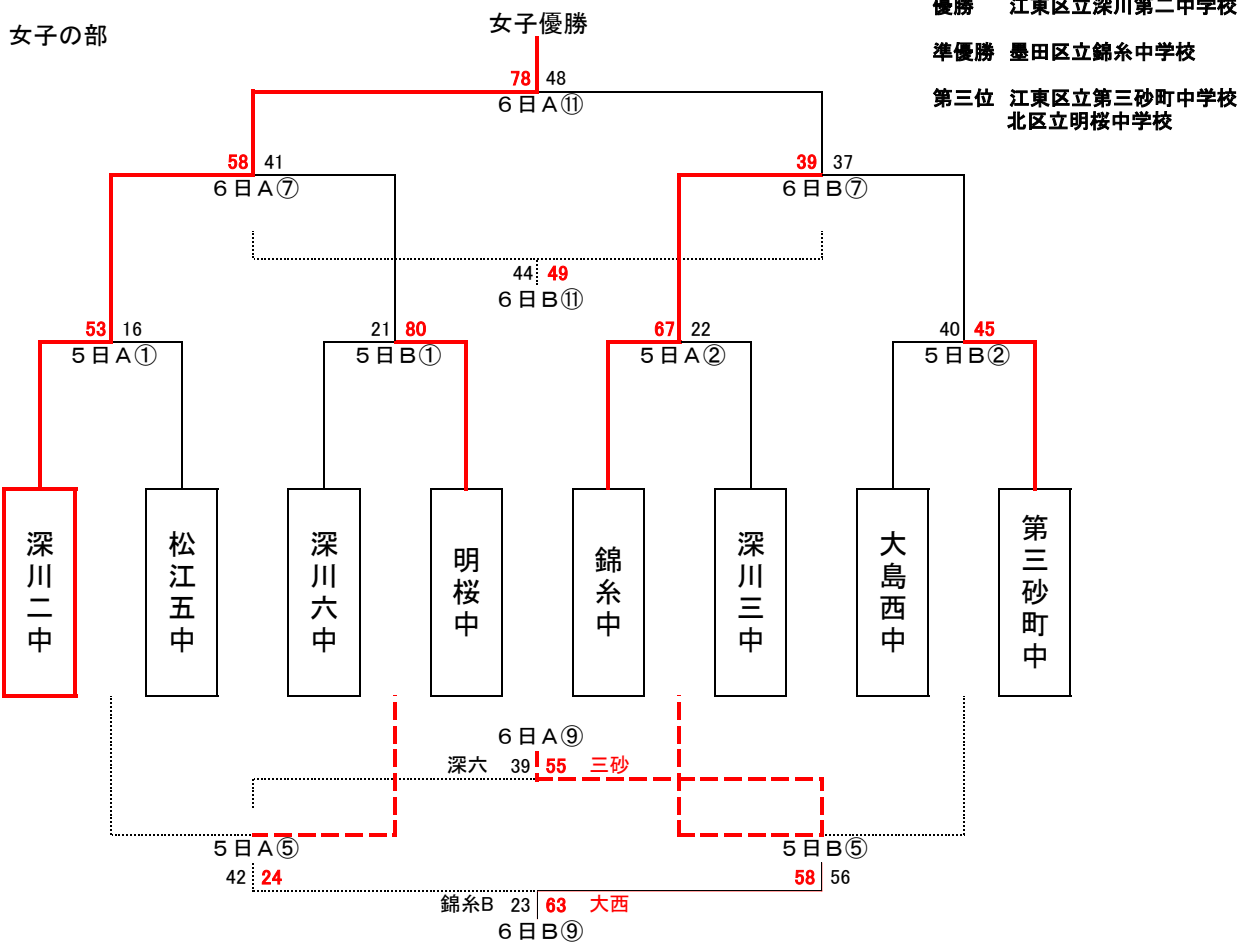 優勝 江東区立深川第二中学校
女子の部
女子優勝
準優勝 墨田区立錦糸中学校
78 48
6日A⑪
第三位 江東区立第三砂町中学校
北区立明桜中学校
58 41
39 37
6日A⑦
6日B⑦
44 49
6日B⑪
53 16
21 80
67 22
40 45
5日A①
5日B①
5日A②
5日B②
深川二中
松江五中
深川六中
明桜中
錦糸中
深川三中
大島西中
第三砂町中
6日A⑨
深六 39 55 三砂
5日A⑤
5日B⑤
42 24
58 56
錦糸B 23 63 大西
6日B⑨